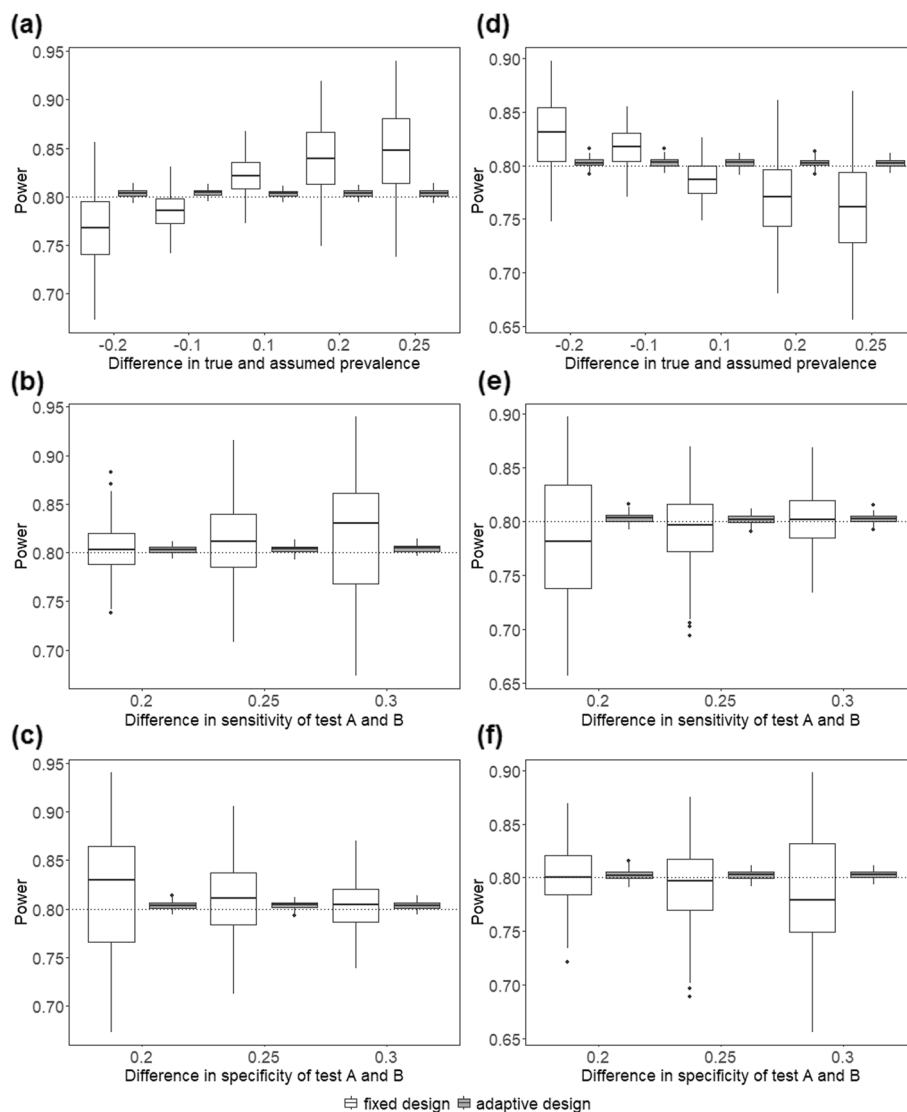 (a)
Power
0.95
0.90
0.85
0.80
0.75
0.70
-0.2 -0.1 0.1 0.2 0.25
Difference in true and assumed prevalence
(d)
Power
0.90
0.85
0.80
0.75
0.70
0.65
-0.2 -0.1 0.1 0.2 0.25
Difference in true and assumed prevalence
(b)
Power
0.95
0.90
0.85
0.80
0.75
0.70
0.2 0.25 0.3
Difference in sensitivity of test A and B
(e)
Power
0.90
0.85
0.80
0.75
0.70
0.65
0.2 0.25 0.3
Difference in sensitivity of test A and B
(c)
Power
0.95
0.90
0.85
0.80
0.75
0.70
0.2 0.25 0.3
Difference in specificity of test A and B
(f)
Power
0.90
0.85
0.80
0.75
0.70
0.65
0.2 0.25 0.3
Difference in specificity of test A and B
fixed design adaptive design